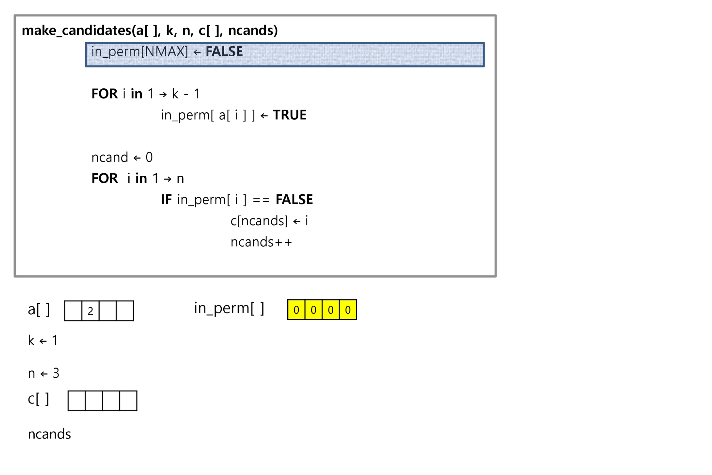 make_candidates(a[ ], k, n, c[ ], ncands)
in_perm[NMAX] ← FALSE
FOR i in 1 → k - 1
in_perm[ a[ i ] ] ← TRUE
ncand ← 0
FOR i in 1 → n
IF in_perm[ i ] == FALSE
c[ncands] ← i
ncands++
a[ ] 2 in_perm[ ] 0 0 0 0
k ← 1
n ← 3
c[ ]
ncands